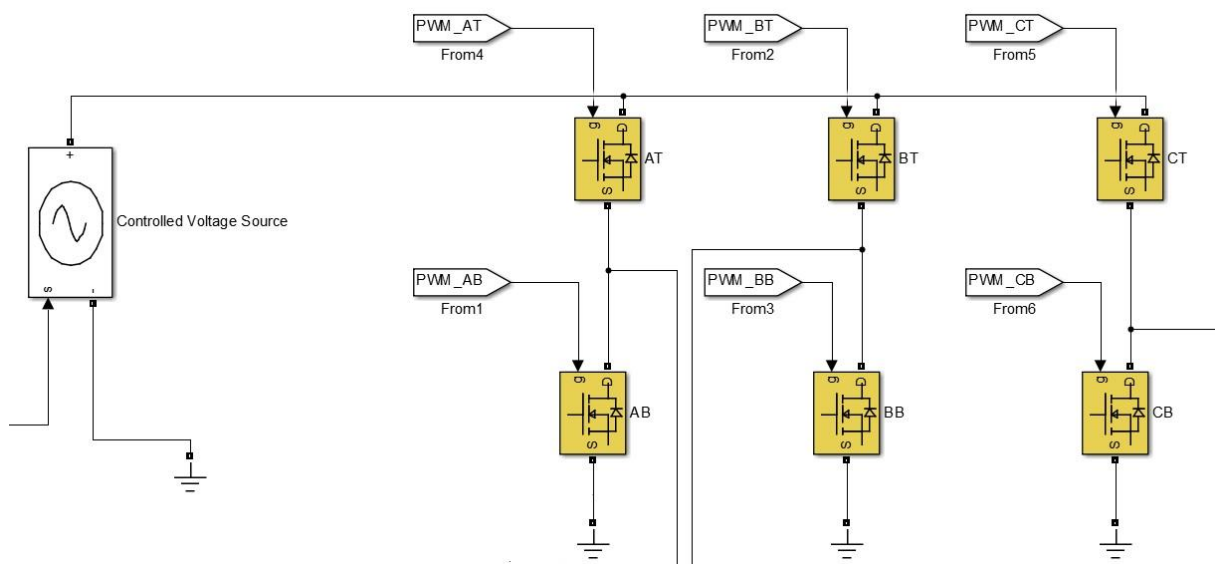 PWM_AT
From4
PWM_BT
From2
PWM_CT
From5
+
g
D
S
AT
g
D
S
BT
g
D
S
CT
Controlled Voltage Source
s
-
PWM_AB
From1
PWM_BB
From3
PWM_CB
From6
g
D
S
AB
g
D
S
BB
g
D
S
CB